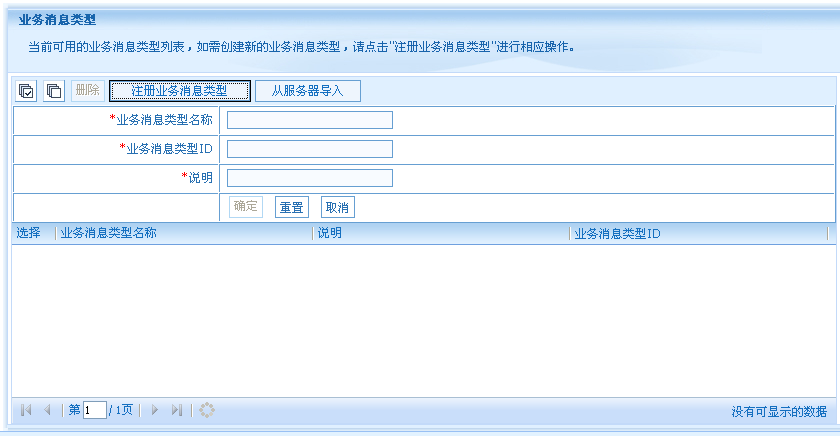 业务消息类型
当前可用的业务消息类型列表，如需创建新的业务消息类型，请点击"注册业务消息类型"进行相应操作。
删除 注册业务消息类型 从服务器导入
*业务消息类型名称
*业务消息类型ID
*说明
确定 重置 取消
选择 业务消息类型名称 说明 业务消息类型ID
第 1 / 1页 没有可显示的数据